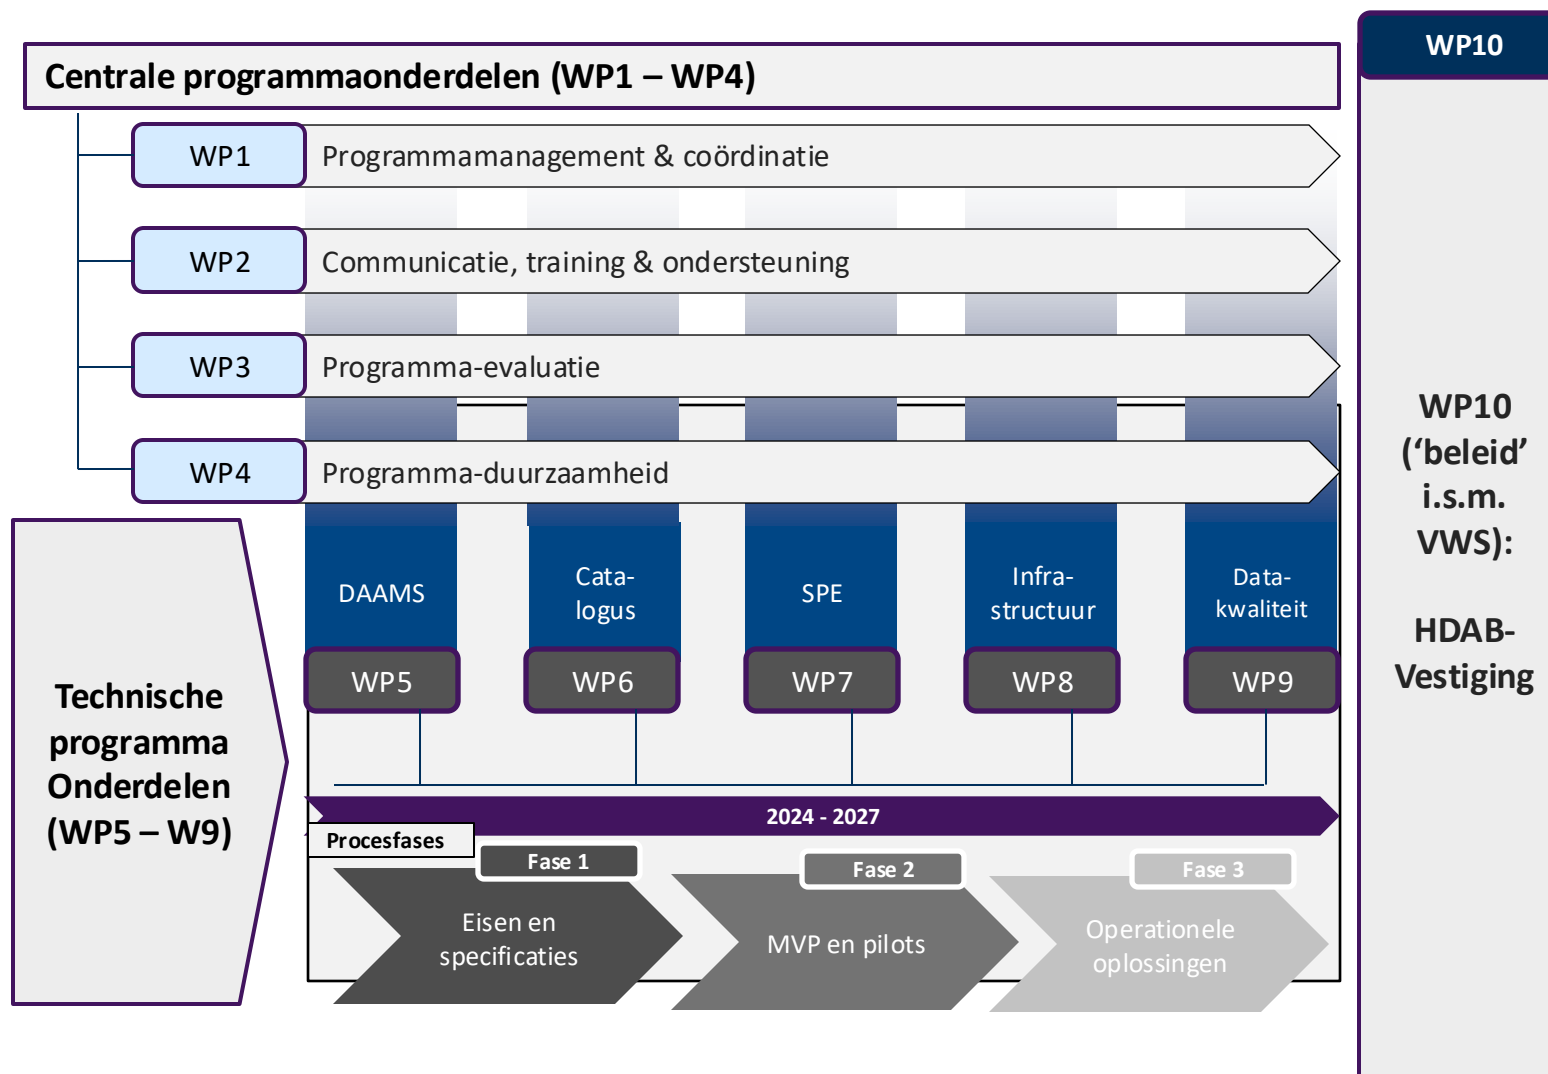 WP10
Centrale programmaonderdelen (WP1 – WP4)
WP1
Programmamanagement & coördinatie
WP2
Communicatie, training & ondersteuning
WP3
Programma-evaluatie
WP4
Programma-duurzaamheid
WP10
(‘beleid’
i.s.m.
VWS):
HDAB-
Vestiging
Technische
programma
Onderdelen
(WP5 – W9)
DAAMS
Cata-
logus
SPE
Infra-
structuur
Data-
kwaliteit
WP5
WP6
WP7
WP8
WP9
2024 - 2027
Procesfases
Fase 1
Eisen en
specificaties
Fase 2
MVP en pilots
Fase 3
Operationele
oplossingen